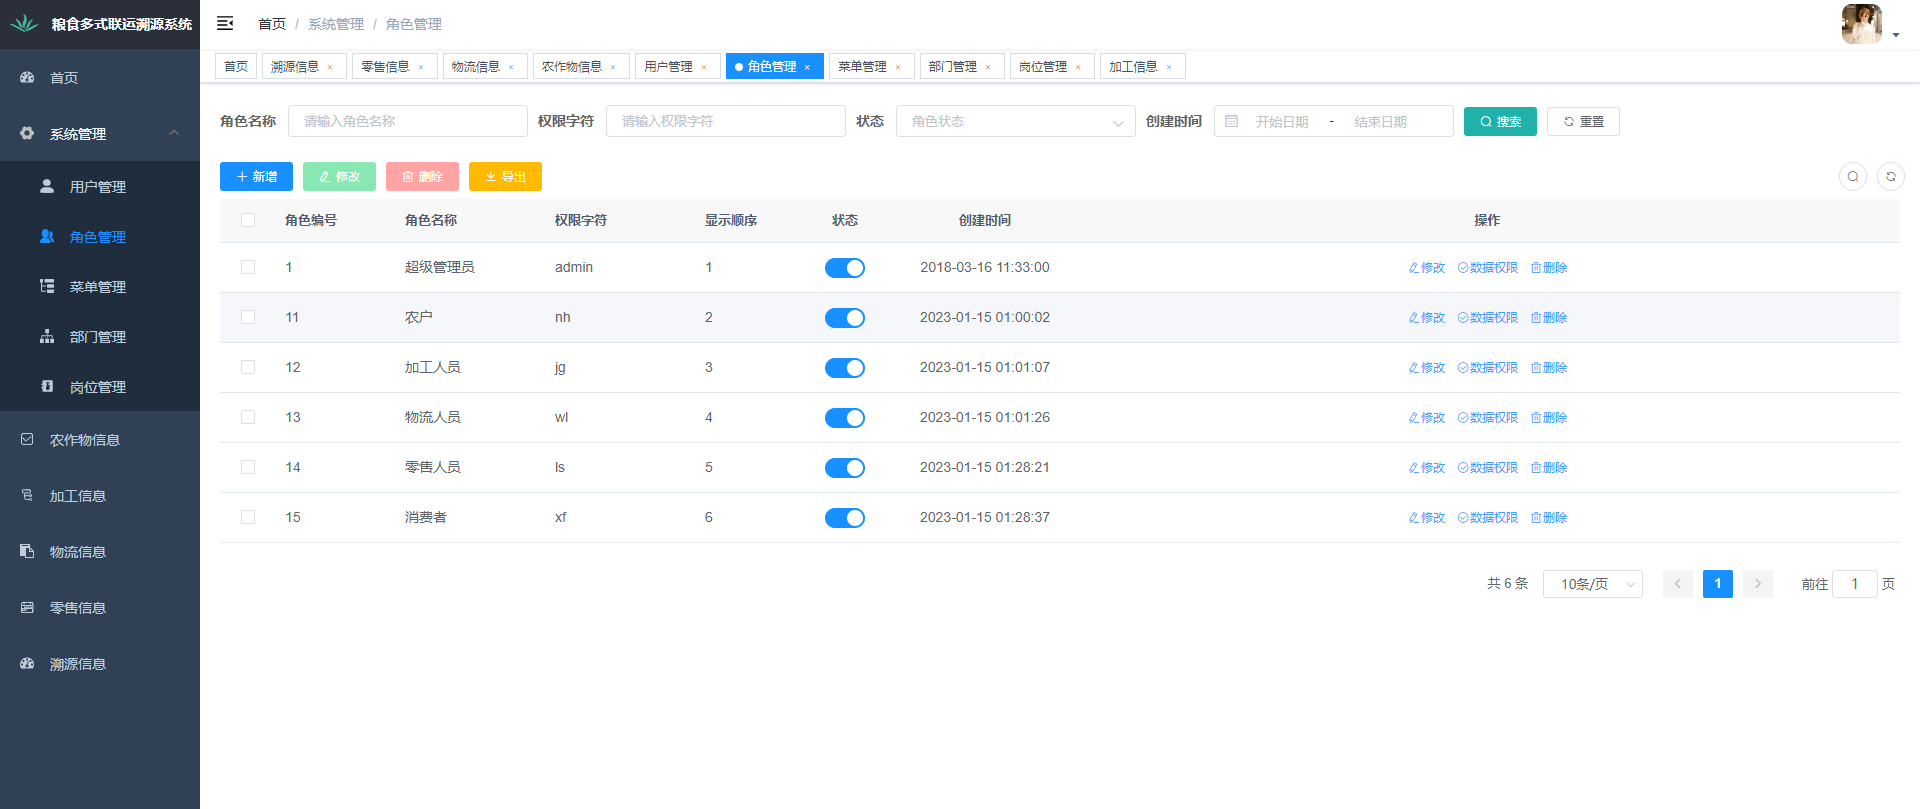 粮食多式联运溯源系统
首页 / 系统管理 / 角色管理
首页 溯源信息 × 零售信息 × 物流信息 × 农作物信息 × 用户管理 × 角色管理 × 菜单管理 × 部门管理 × 岗位管理 × 加工信息 ×
首页
系统管理
用户管理
角色管理
菜单管理
部门管理
岗位管理
农作物信息
加工信息
物流信息
零售信息
溯源信息
角色名称 请输入角色名称 权限字符 请输入权限字符 状态 角色状态 创建时间 开始日期 - 结束日期 搜索 重置
新增 修改 删除 导出
角色编号 角色名称 权限字符 显示顺序 状态 创建时间 操作
1 超级管理员 admin 1 2018-03-16 11:33:00 修改 数据权限 删除
11 农户 nh 2 2023-01-15 01:00:02 修改 数据权限 删除
12 加工人员 jg 3 2023-01-15 01:01:07 修改 数据权限 删除
13 物流人员 wl 4 2023-01-15 01:01:26 修改 数据权限 删除
14 零售人员 ls 5 2023-01-15 01:28:21 修改 数据权限 删除
15 消费者 xf 6 2023-01-15 01:28:37 修改 数据权限 删除
共 6 条 10条/页 1 前往 1 页